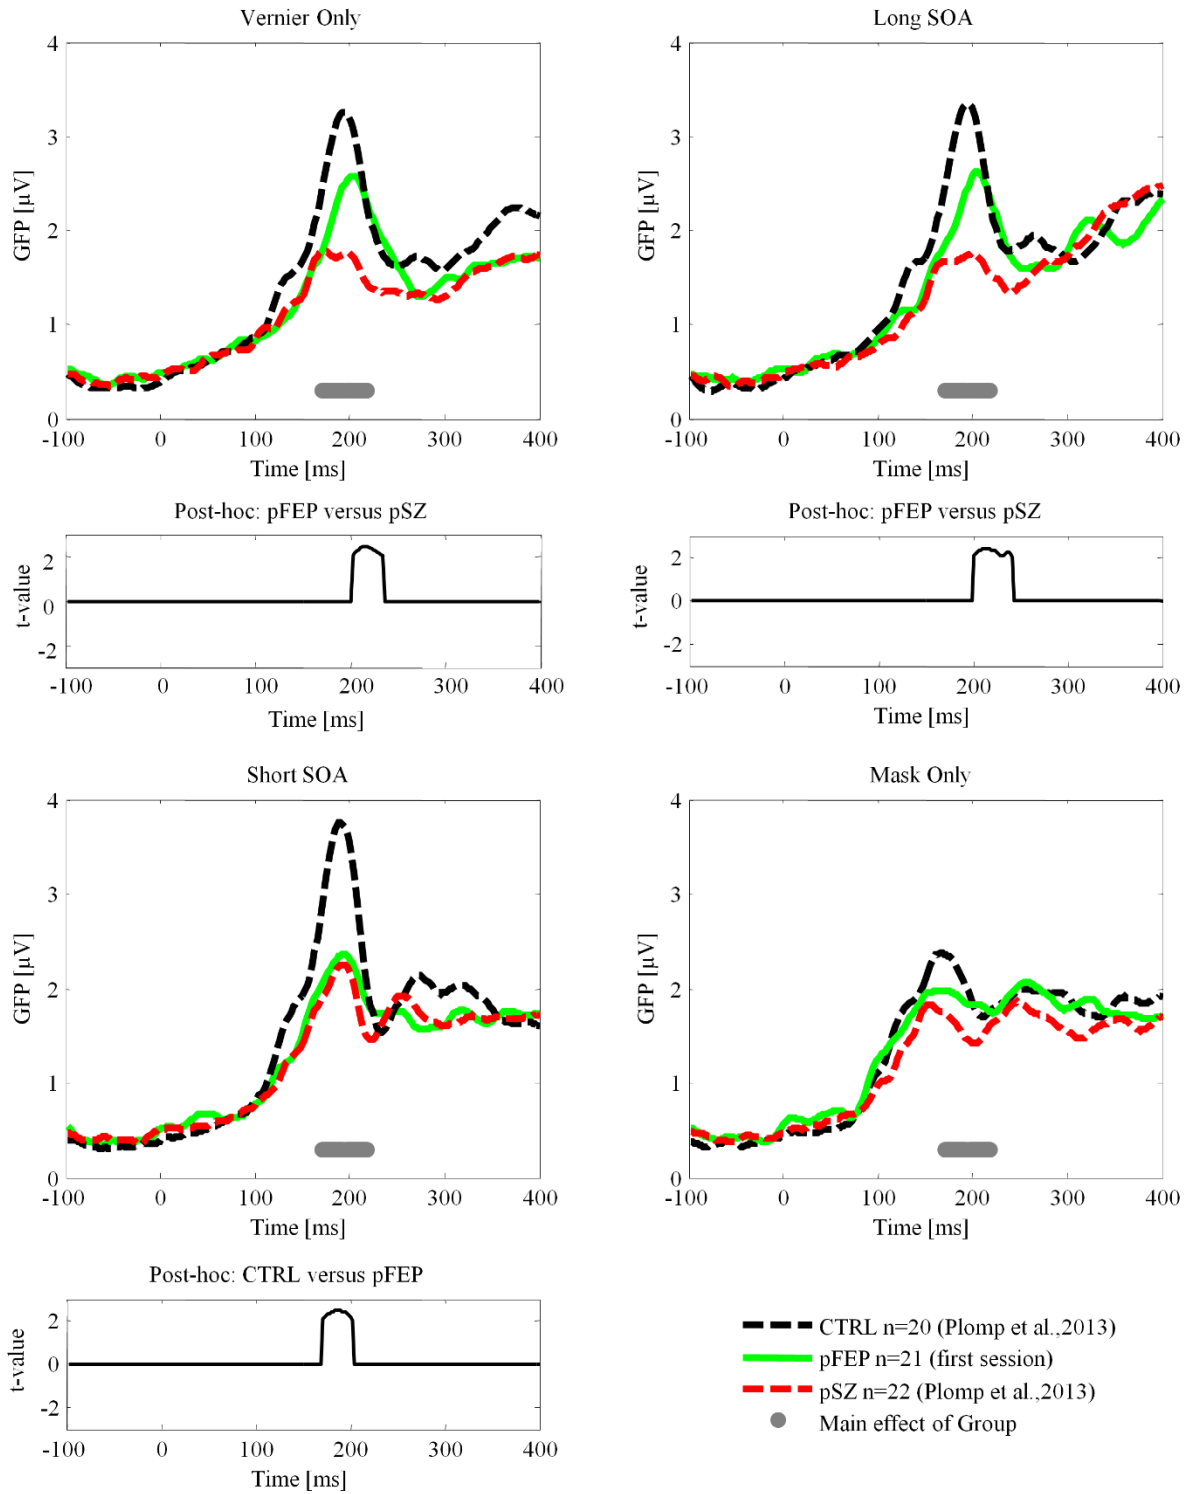 Vernier Only
4
3
2
1
0
GFP [µV]
-100 0 100 200 300 400
Time [ms]
Long SOA
4
3
2
1
0
GFP [µV]
-100 0 100 200 300 400
Time [ms]
Post-hoc: pFEP versus pSZ
2
0
-2
t-value
-100 0 100 200 300 400
Time [ms]
Post-hoc: pFEP versus pSZ
2
0
-2
t-value
-100 0 100 200 300 400
Time [ms]
Short SOA
4
3
2
1
0
GFP [µV]
-100 0 100 200 300 400
Time [ms]
Mask Only
4
3
2
1
0
GFP [µV]
-100 0 100 200 300 400
Time [ms]
Post-hoc: CTRL versus pFEP
2
0
-2
t-value
-100 0 100 200 300 400
Time [ms]
CTRL n=20 (Plomp et al.,2013)
pFEP n=21 (first session)
pSZ n=22 (Plomp et al.,2013)
Main effect of Group